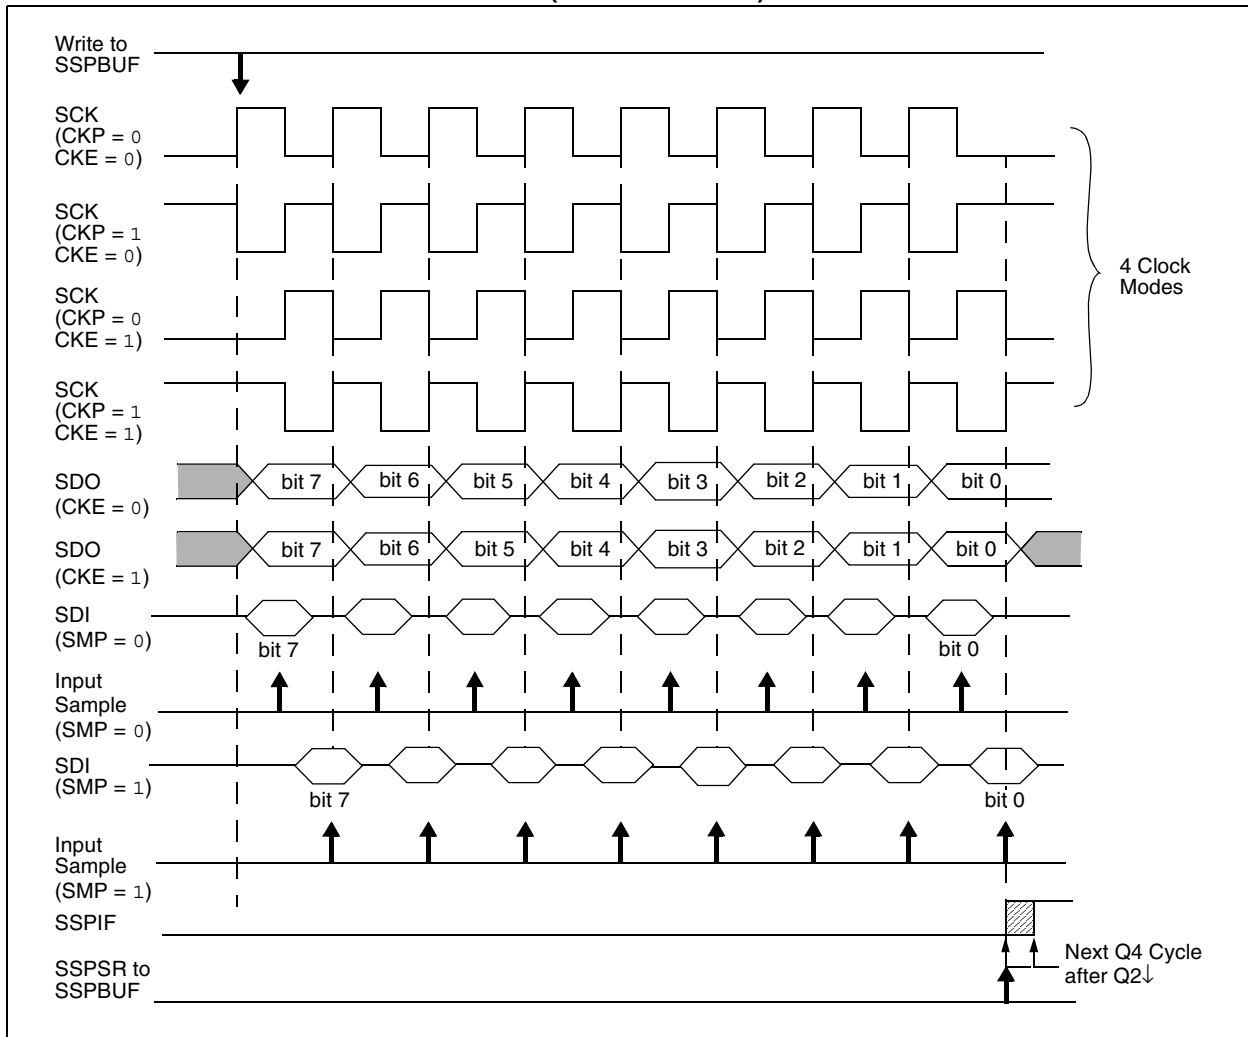 Write to
SSPBUF
SCK
(CKP = 0
CKE = 0)
SCK
(CKP = 1
CKE = 0)
SCK
(CKP = 0
CKE = 1)
SCK
(CKP = 1
CKE = 1)
4 Clock
Modes
SDO
(CKE = 0)
bit 7 bit 6 bit 5 bit 4 bit 3 bit 2 bit 1 bit 0
SDO
(CKE = 1)
bit 7 bit 6 bit 5 bit 4 bit 3 bit 2 bit 1 bit 0
SDI
(SMP = 0)
bit 7 bit 0
Input
Sample
(SMP = 0)
SDI
(SMP = 1)
bit 7 bit 0
Input
Sample
(SMP = 1)
SSPIF
Next Q4 Cycle
after Q2↓
SSPSR to
SSPBUF